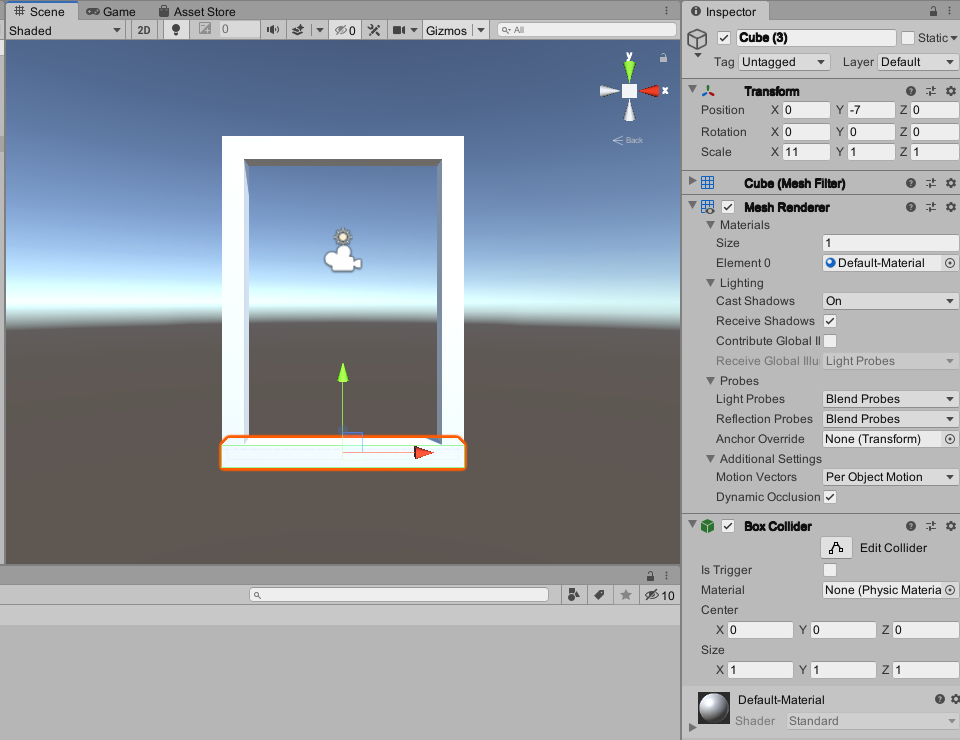 Scene Game Asset Store
Shaded 2D 0 0 Gizmos All
y
x
Back
10
Inspector
Cube (3) Static
Tag Untagged Layer Default
Transform
Position X 0 Y -7 Z 0
Rotation X 0 Y 0 Z 0
Scale X 11 Y 1 Z 1
Cube (Mesh Filter)
Mesh Renderer
Materials
Size 1
Element 0 Default-Material
Lighting
Cast Shadows On
Receive Shadows
Contribute Global Il
Receive Global Illu Light Probes
Probes
Light Probes Blend Probes
Reflection Probes Blend Probes
Anchor Override None (Transform)
Additional Settings
Motion Vectors Per Object Motion
Dynamic Occlusion
Box Collider
Edit Collider
Is Trigger
Material None (Physic Materia
Center
X 0 Y 0 Z 0
Size
X 1 Y 1 Z 1
Default-Material
Shader Standard